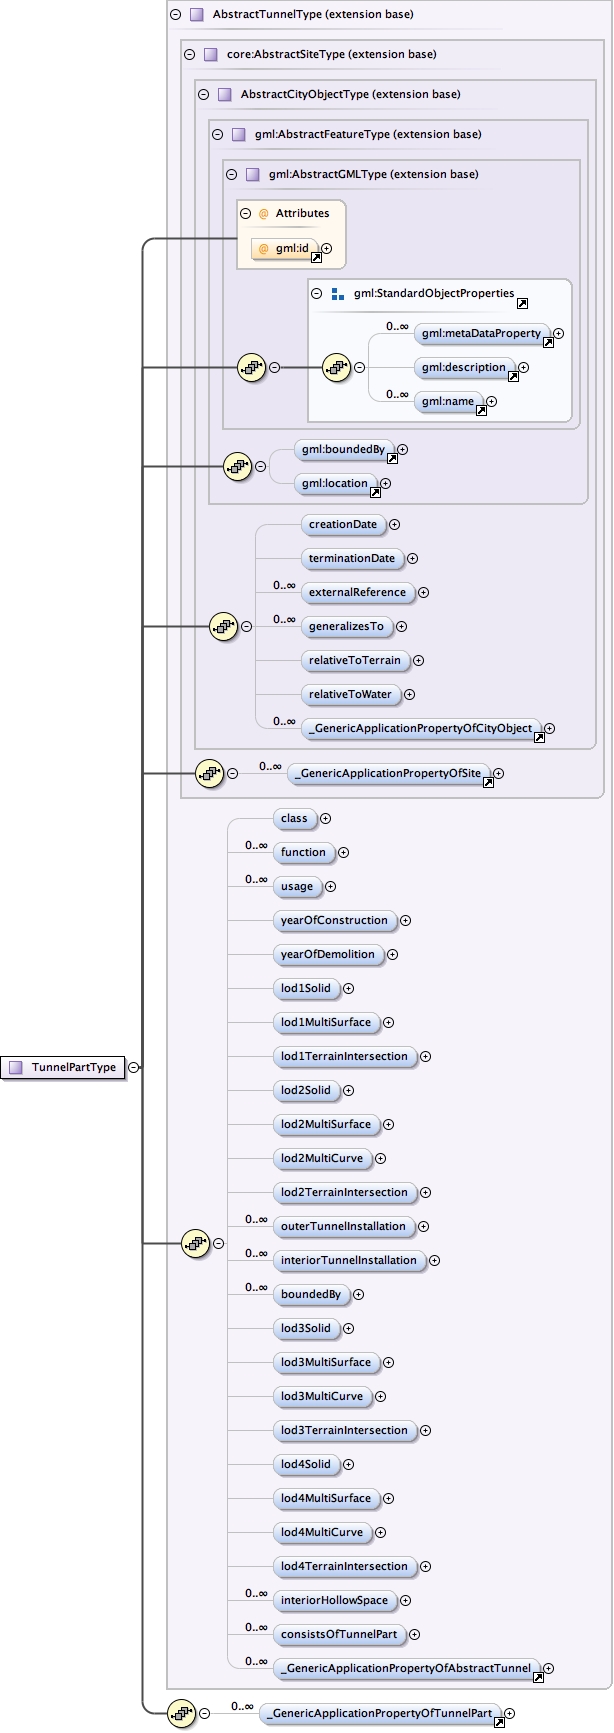 AbstractTunnelType (extension base)
core:AbstractSiteType (extension base)
AbstractCityObjectType (extension base)
gml:AbstractFeatureType (extension base)
gml:AbstractGMLType (extension base)
@ Attributes
@ gml:id
gml:StandardObjectProperties
0..∞ gml:metaDataProperty
gml:description
0..∞ gml:name
gml:boundedBy
gml:location
creationDate
terminationDate
0..∞ externalReference
0..∞ generalizesTo
relativeToTerrain
relativeToWater
0..∞ _GenericApplicationPropertyOfCityObject
0..∞ _GenericApplicationPropertyOfSite
class
0..∞ function
0..∞ usage
yearOfConstruction
yearOfDemolition
lod1Solid
lod1MultiSurface
lod1TerrainIntersection
TunnelPartType
lod2Solid
lod2MultiSurface
lod2MultiCurve
lod2TerrainIntersection
0..∞ outerTunnelInstallation
0..∞ interiorTunnelInstallation
0..∞ boundedBy
lod3Solid
lod3MultiSurface
lod3MultiCurve
lod3TerrainIntersection
lod4Solid
lod4MultiSurface
lod4MultiCurve
lod4TerrainIntersection
0..∞ interiorHollowSpace
0..∞ consistsOfTunnelPart
0..∞ _GenericApplicationPropertyOfAbstractTunnel
0..∞ _GenericApplicationPropertyOfTunnelPart